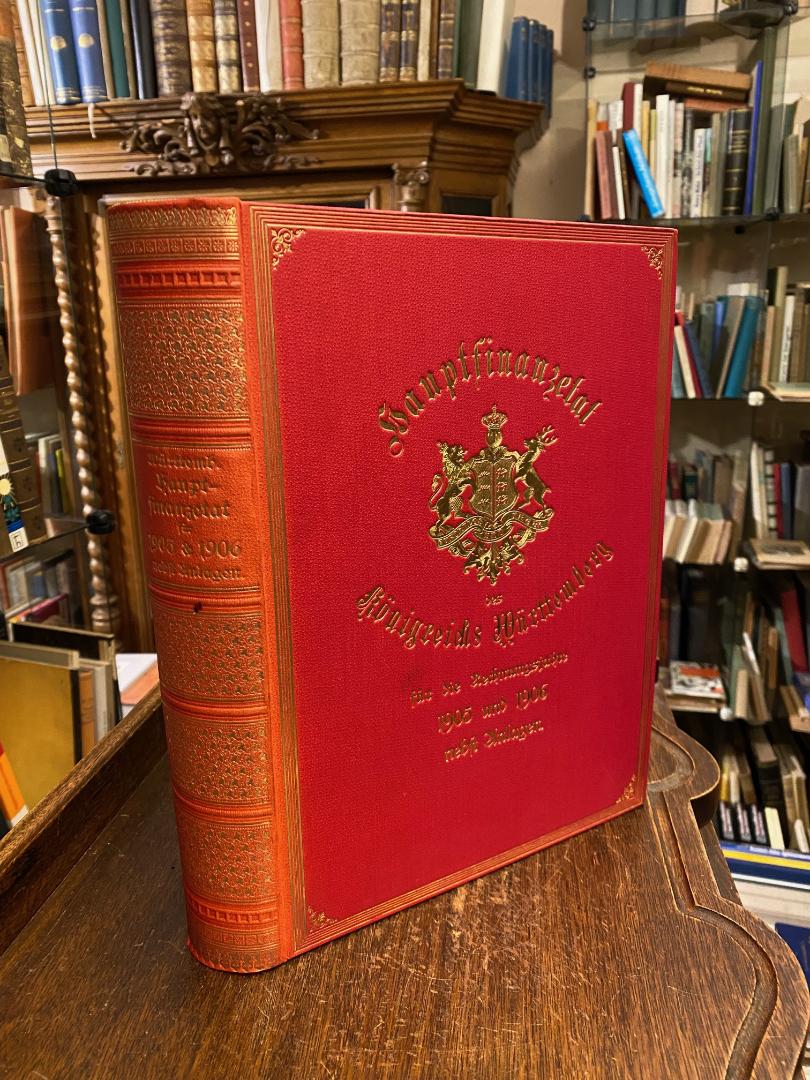 Württemb.
Haupt-
finanzetat
für
1905 & 1906
nebst Anlagen.
Hauptfinanzetat
des
Königreichs Württemberg
für die Rechnungsjahre
1905 und 1906
nebst Anlagen.